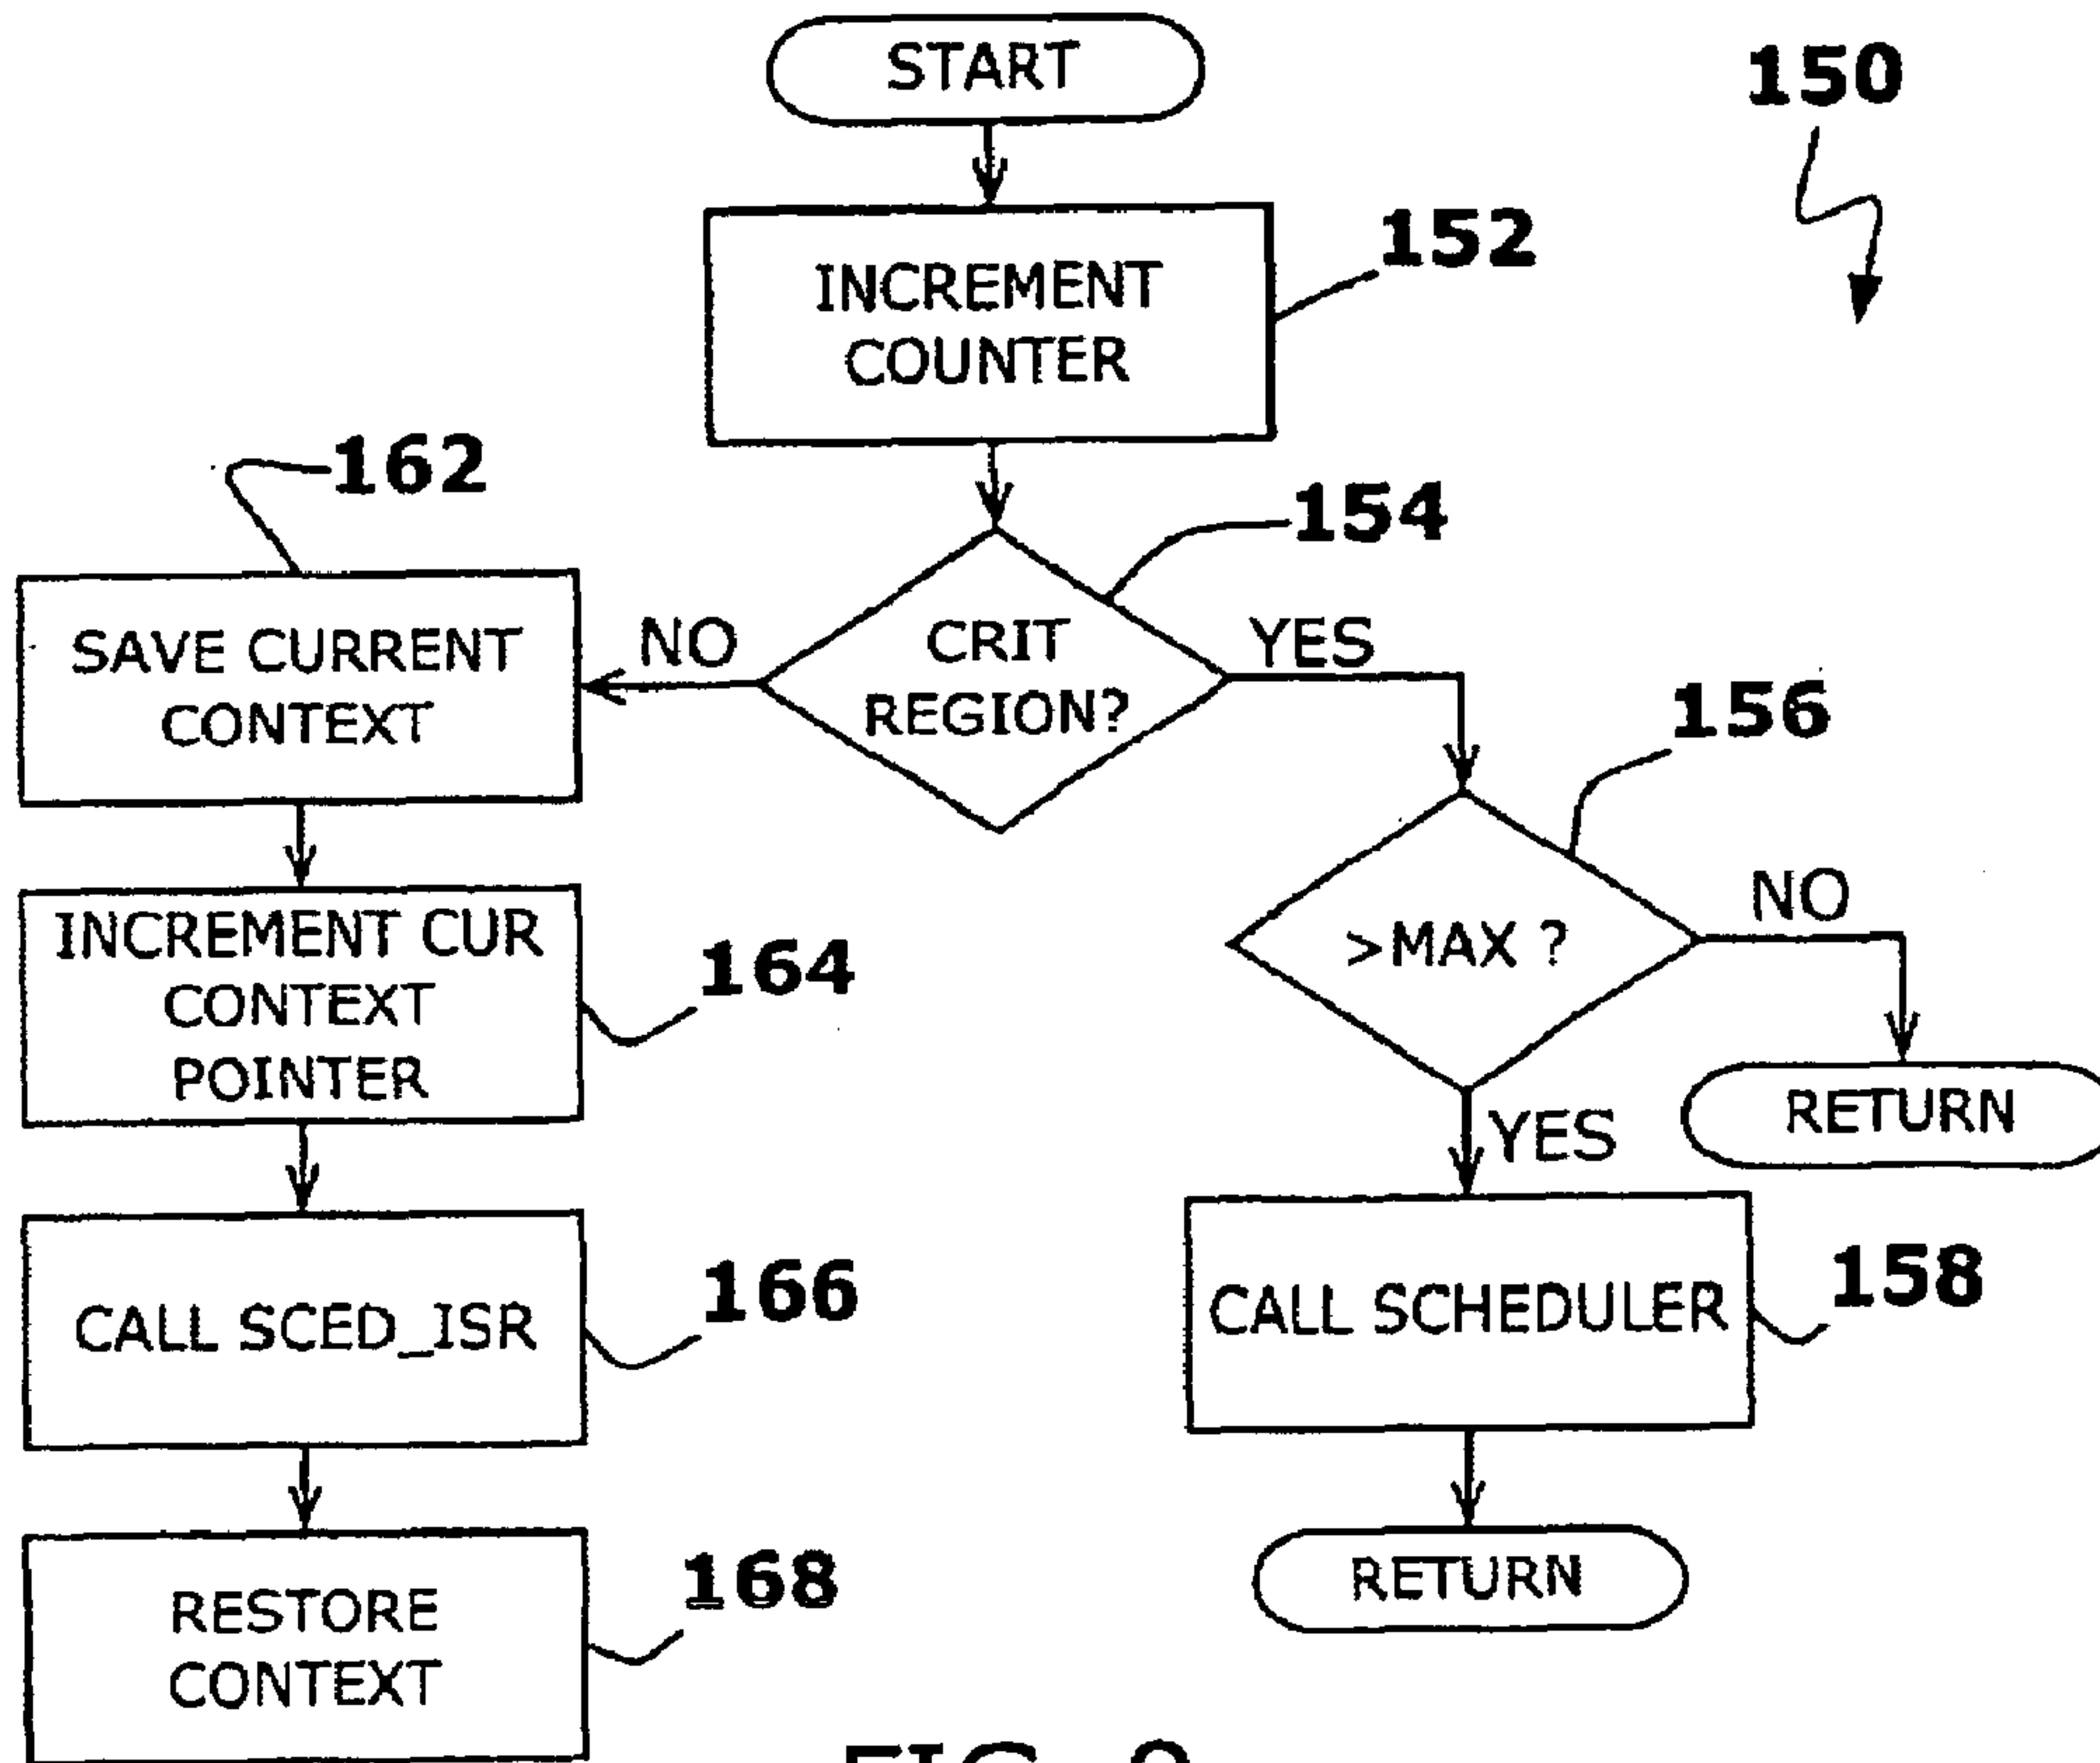 START
150
INCREMENT
COUNTER
152
162
154
SAVE CURRENT
CONTEXT
NO
CRIT
REGION?
YES
156
INCREMENT CUR
CONTEXT
POINTER
164
>MAX ?
NO
RETURN
YES
CALL SCED_ISR
166
CALL SCHEDULER
158
RESTORE
CONTEXT
168
RETURN